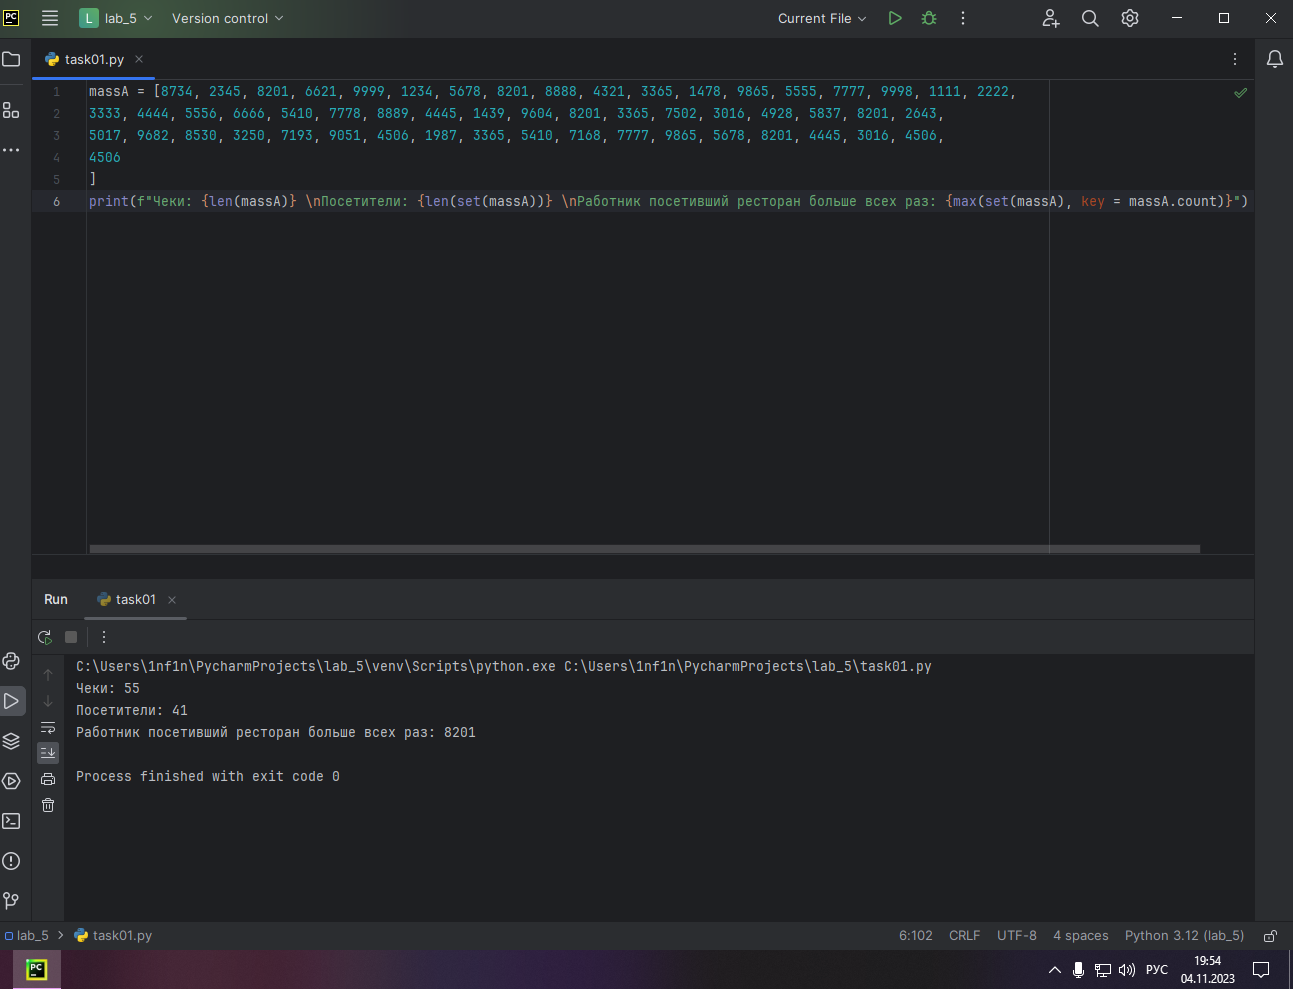 PC L lab_5 Version control Current File
task01.py
1 massA = [8734, 2345, 8201, 6621, 9999, 1234, 5678, 8201, 8888, 4321, 3365, 1478, 9865, 5555, 7777, 9998, 1111, 2222,
2 3333, 4444, 5556, 6666, 5410, 7778, 8889, 4445, 1439, 9604, 8201, 3365, 7502, 3016, 4928, 5837, 8201, 2643,
3 5017, 9682, 8530, 3250, 7193, 9051, 4506, 1987, 3365, 5410, 7168, 7777, 9865, 5678, 8201, 4445, 3016, 4506,
4 4506
5 ]
6 print(f"Чеки: {len(massA)} \nПосетители: {len(set(massA))} \nРаботник посетивший ресторан больше всех раз: {max(set(massA), key = massA.count)}")
Run task01
C:\Users\1nf1n\PycharmProjects\lab_5\venv\Scripts\python.exe C:\Users\1nf1n\PycharmProjects\lab_5\task01.py
Чеки: 55
Посетители: 41
Работник посетивший ресторан больше всех раз: 8201
Process finished with exit code 0
lab_5 > task01.py 6:102 CRLF UTF-8 4 spaces Python 3.12 (lab_5)
PC РУС 19:54
04.11.2023